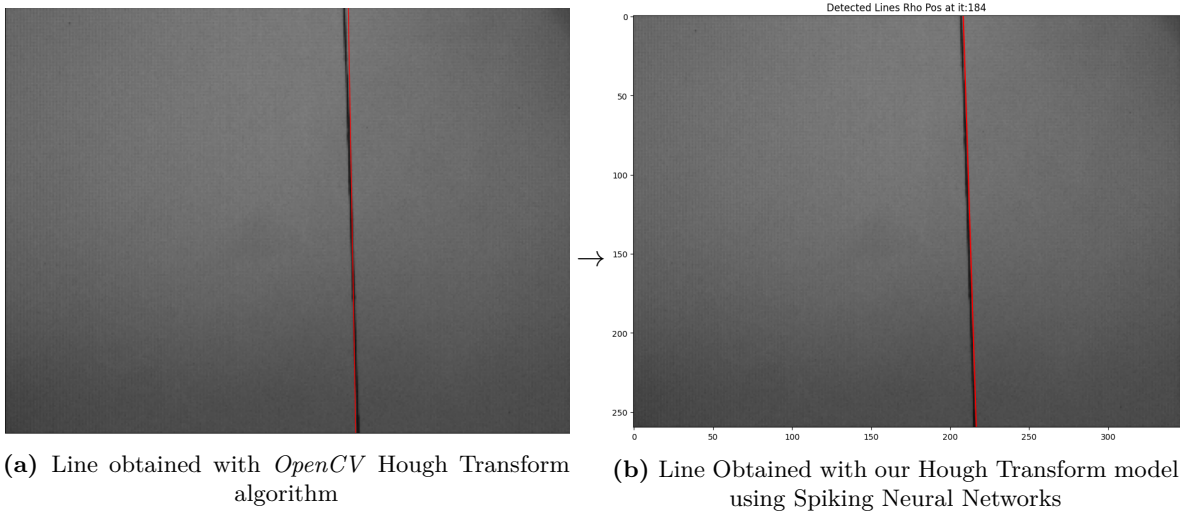 Detected Lines Rho Pos at it:184
0
50
100
150
200
250
0 50 100 150 200 250 300
→
(a) Line obtained with OpenCV Hough Transform
algorithm
(b) Line Obtained with our Hough Transform model
using Spiking Neural Networks